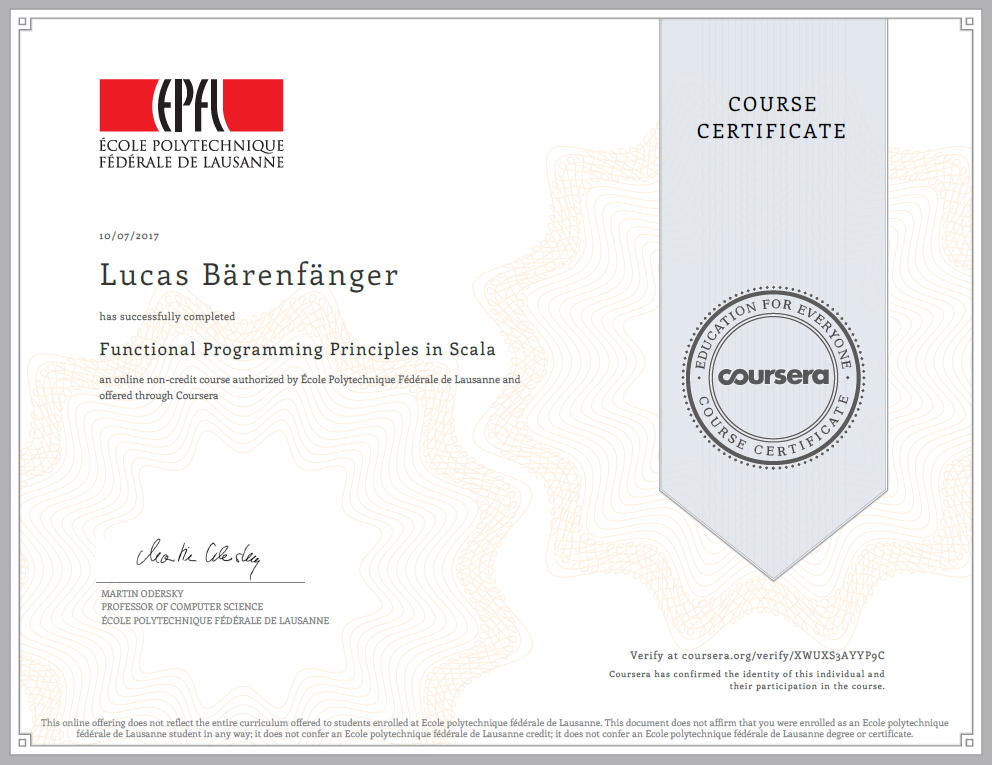 EPFL
ÉCOLE POLYTECHNIQUE
FÉDÉRALE DE LAUSANNE
COURSE
CERTIFICATE
10/07/2017
Lucas Bärenfänger
has successfully completed
Functional Programming Principles in Scala
an online non-credit course authorized by École Polytechnique Fédérale de Lausanne and
offered through Coursera
EDUCATION FOR EVERYONE
coursera
COURSE CERTIFICATE
Martin Odersky
MARTIN ODERSKY
PROFESSOR OF COMPUTER SCIENCE
ÉCOLE POLYTECHNIQUE FÉDÉRALE DE LAUSANNE
Verify at coursera.org/verify/XWUXS3AYYP9C
Coursera has confirmed the identity of this individual and
their participation in the course.
This online offering does not reflect the entire curriculum offered to students enrolled at Ecole polytechnique fédérale de Lausanne. This document does not affirm that you were enrolled as an Ecole polytechnique
fédérale de Lausanne student in any way; it does not confer an Ecole polytechnique fédérale de Lausanne credit; it does not confer an Ecole polytechnique fédérale de Lausanne degree or certificate.